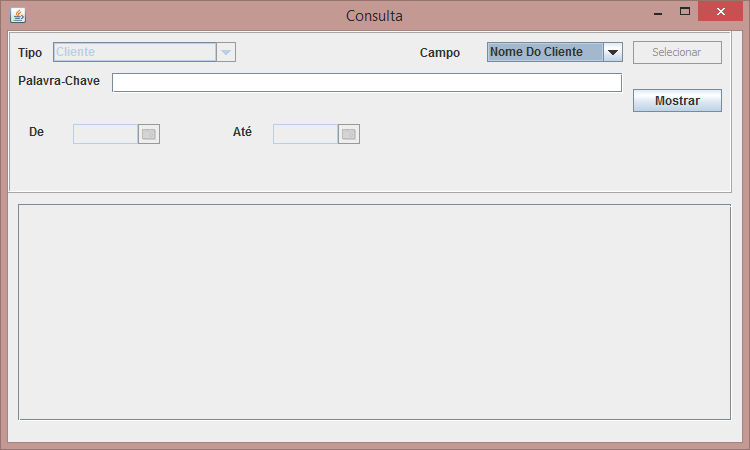 Consulta
Tipo Cliente Campo Nome Do Cliente Selecionar
Palavra-Chave
Mostrar
De Até